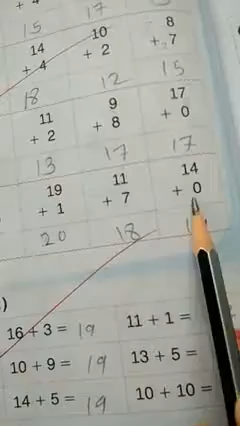 + 4
15 17
14 10 8
+ 4 + 2 + 7
18 12 15
11 9 17
+ 2 + 8 + 0
13 17 17
19 11 14
+ 1 + 7 + 0
20 18 1
)
16 + 3 = 19 11 + 1 =
10 + 9 = 19 13 + 5 =
14 + 5 = 19 10 + 10 =